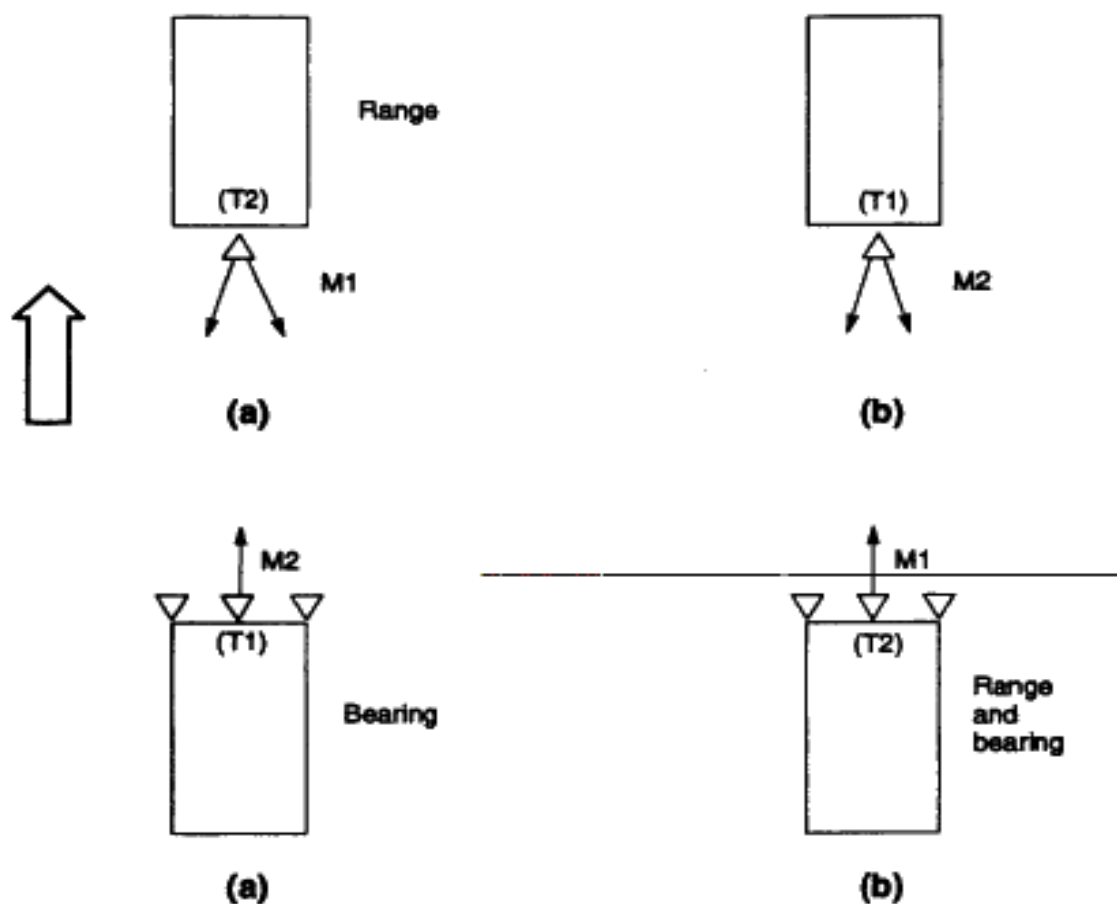 Range
(T2)
(T1)
M1
M2
(a)
(b)
M2
M1
(T1)
(T2)
Bearing
Range
and
bearing
(a)
(b)